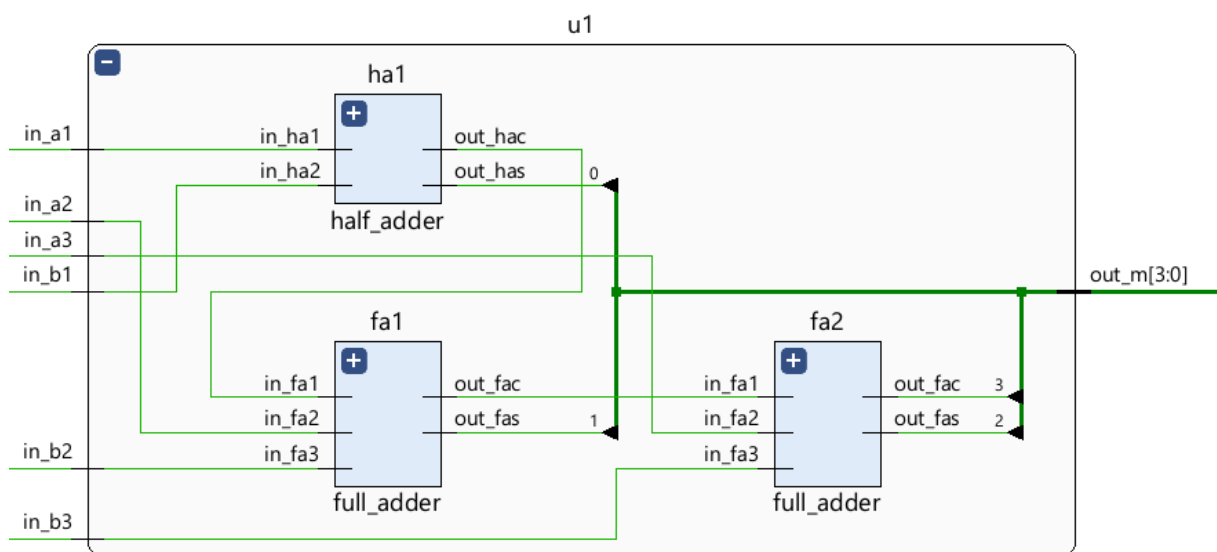 u1
ha1
in_a1
in_ha1
out_hac
in_ha2
out_has
0
in_a2
half_adder
in_a3
in_b1
out_m[3:0]
fa1
fa2
in_fa1
out_fac
in_fa1
out_fac
3
in_fa2
out_fas
1
in_fa2
out_fas
2
in_b2
in_fa3
in_fa3
full_adder
full_adder
in_b3